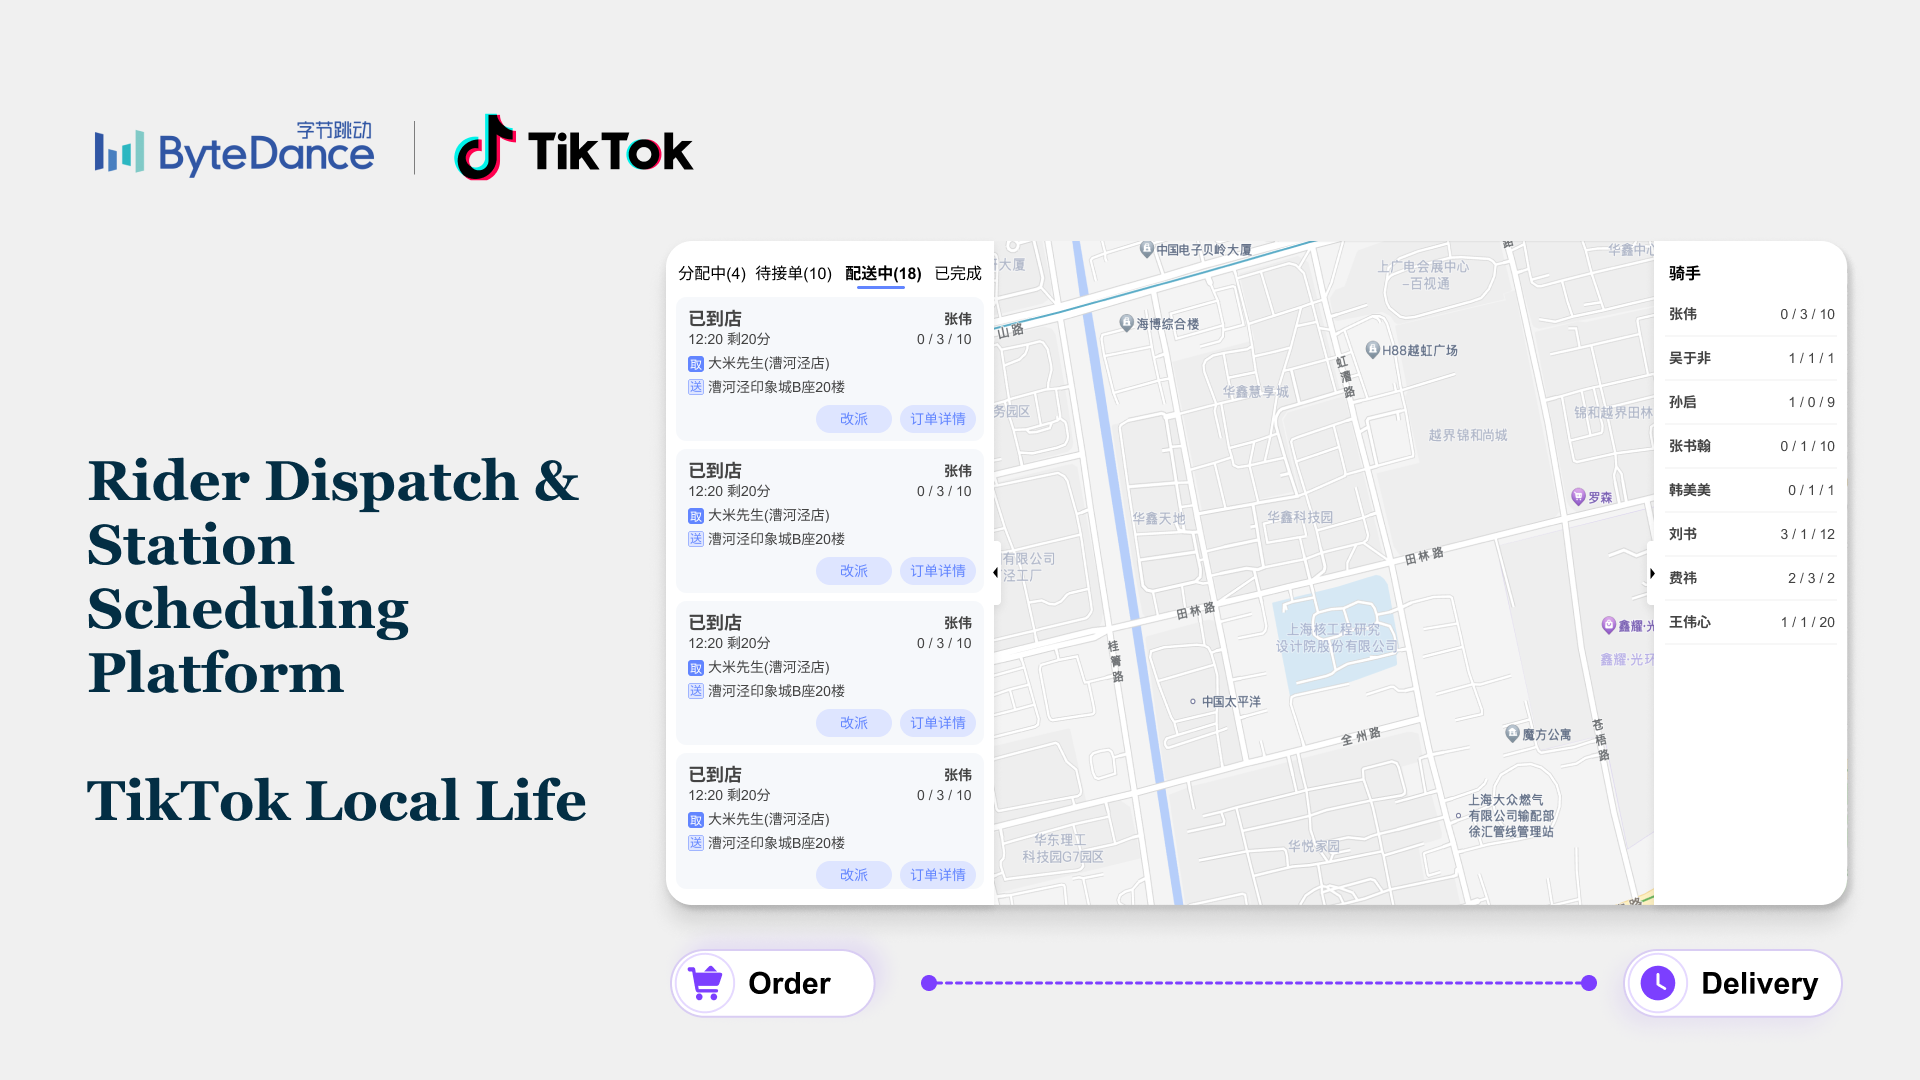 字节跳动
ByteDance
TikTok
Rider Dispatch &
Station
Scheduling
Platform
TikTok Local Life
分配中(4) 待接单(10) 配送中(18) 已完成
已到店 张伟
12:20 剩20分 0 / 3 / 10
取 大米先生(漕河泾店)
送 漕河泾印象城B座20楼
改派 订单详情
已到店 张伟
12:20 剩20分 0 / 3 / 10
取 大米先生(漕河泾店)
送 漕河泾印象城B座20楼
改派 订单详情
已到店 张伟
12:20 剩20分 0 / 3 / 10
取 大米先生(漕河泾店)
送 漕河泾印象城B座20楼
改派 订单详情
已到店 张伟
12:20 剩20分 0 / 3 / 10
取 大米先生(漕河泾店)
送 漕河泾印象城B座20楼
改派 订单详情
中国电子贝岭大厦
大厦
上广电会展中心
-百视通
华鑫中心
山路
海博综合楼
H88越虹广场
虹漕路
华鑫慧享城
务园区
锦和越界田林
越界锦和尚城
罗森
华鑫天地
华鑫科技园
田林路
有限公司
泾工厂
田林路
上海核工程研究
设计院股份有限公司
鑫耀·光
鑫耀·光环
桂箐路
中国太平洋
全州路
魔方公寓
苍梧路
上海大众燃气
有限公司输配部
徐汇管线管理站
华东理工
科技园G7园区
华悦家园
路
骑手
张伟 0 / 3 / 10
吴于非 1 / 1 / 1
孙启 1 / 0 / 9
张书翰 0 / 1 / 10
韩美美 0 / 1 / 1
刘书 3 / 1 / 12
费祎 2 / 3 / 2
王伟心 1 / 1 / 20
Order
Delivery